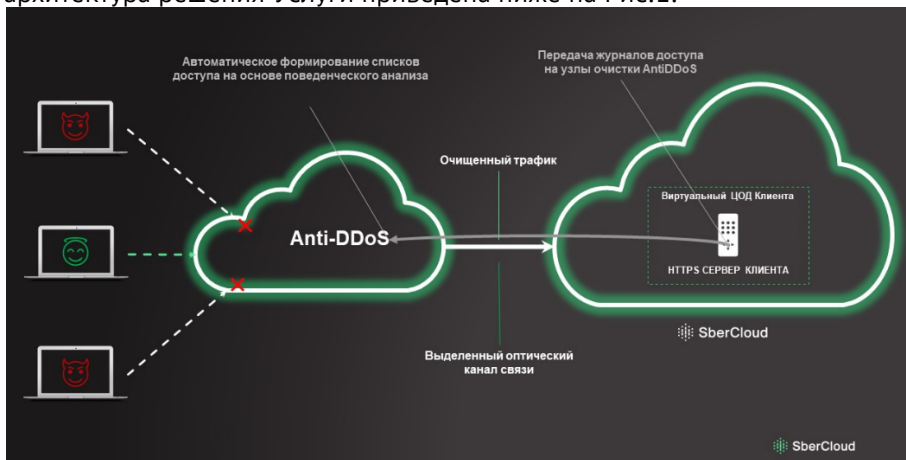 архитектура решения Услуги приведена ниже на Рис.1.
Автоматическое формирование списков
доступа на основе поведенческого анализа
Передача журналов доступа
на узлы очистки AntiDDoS
Очищенный трафик
Виртуальный ЦОД Клиента
Anti-DDoS
HTTPS СЕРВЕР КЛИЕНТА
SberCloud
Выделенный оптический
канал связи
SberCloud